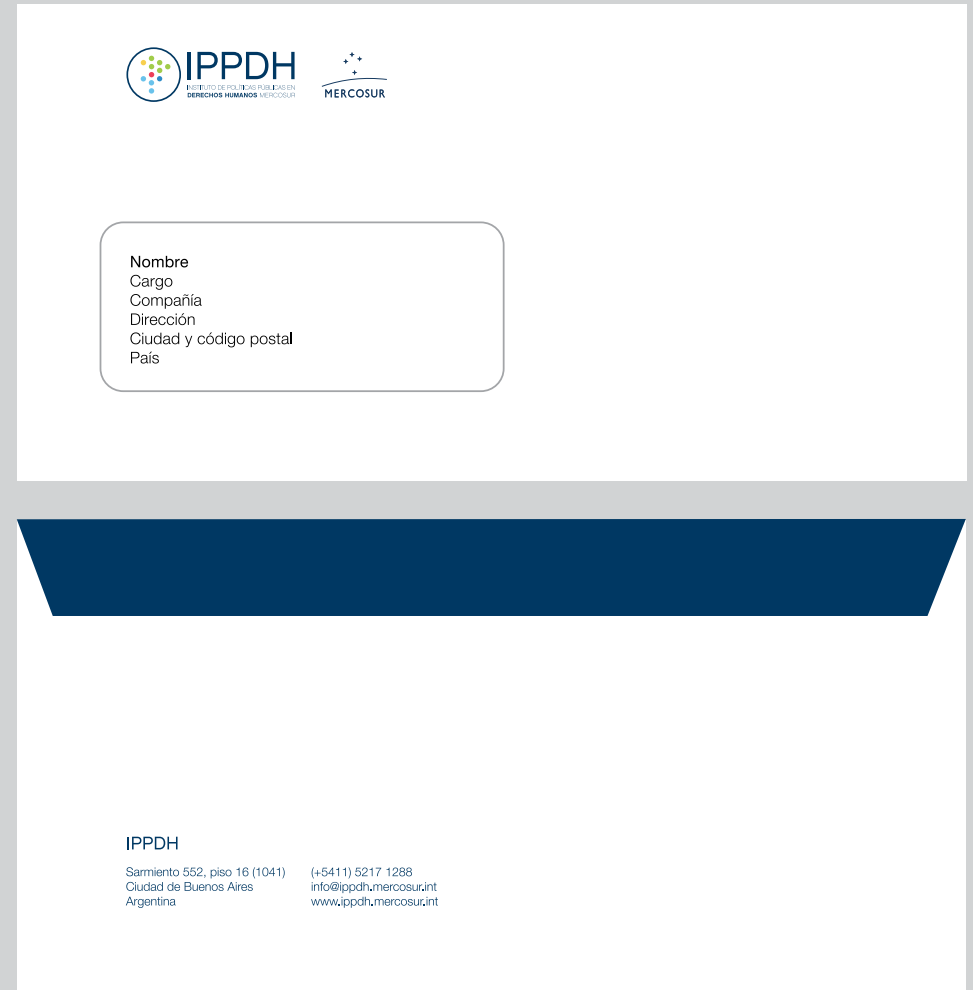 IPPDH
INSTITUTO DE POLÍTICAS PÚBLICAS EN
DERECHOS HUMANOS MERCOSUR
MERCOSUR
Nombre
Cargo
Compañía
Dirección
Ciudad y código postal
País
IPPDH
Sarmiento 552, piso 16 (1041)
Ciudad de Buenos Aires
Argentina
(+5411) 5217 1288
info@ippdh.mercosur.int
www.ippdh.mercosur.int